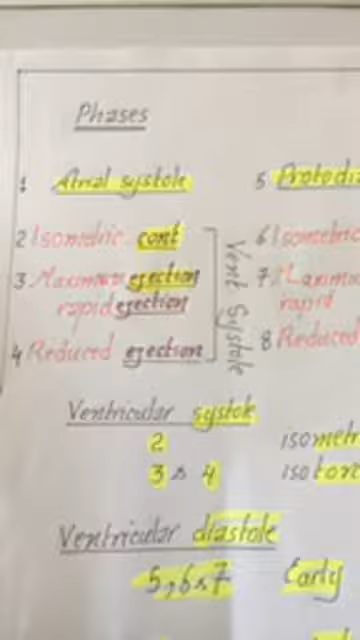 Phases
1 Atrial systole
5 Protodia
2 Isometric cont
6 Isometric
3 Maximum ejection
7 Maximu
rapid ejection
rapid
4 Reduced ejection
8 Reduced
Vent Systole
Ventricular systole
2 isometr
3 & 4 isoton
Ventricular diastole
5, 6 & 7 Early